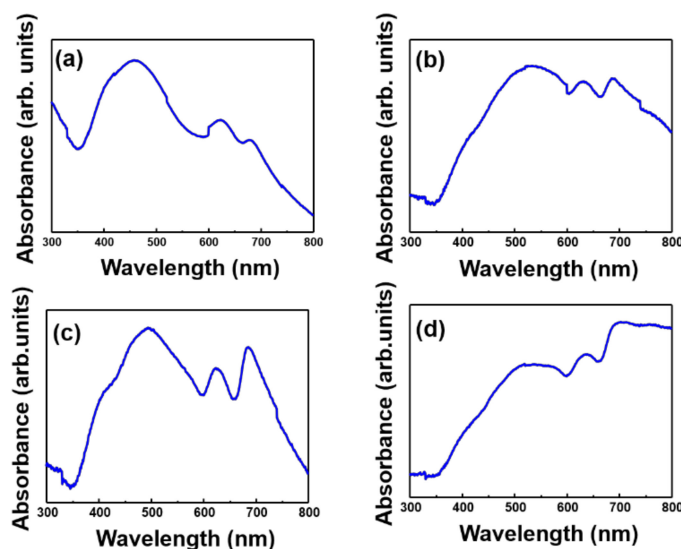 (a)
Absorbance (arb. units)
300 400 500 600 700 800
Wavelength (nm)
(b)
Absorbance (arb. units)
300 400 500 600 700 800
Wavelength (nm)
(c)
Absorbance (arb.units)
300 400 500 600 700 800
Wavelength (nm)
(d)
Absorbance (arb.units)
300 400 500 600 700 800
Wavelength (nm)